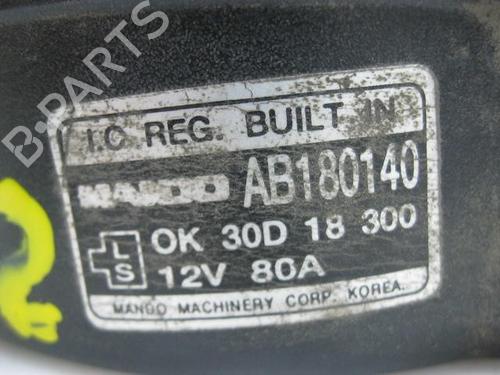 B-PARTS
I.C REG. BUILT IN
MANDO AB180140
LS OK 30D 18 300
12V 80A
MANDO MACHINERY CORP. KOREA.